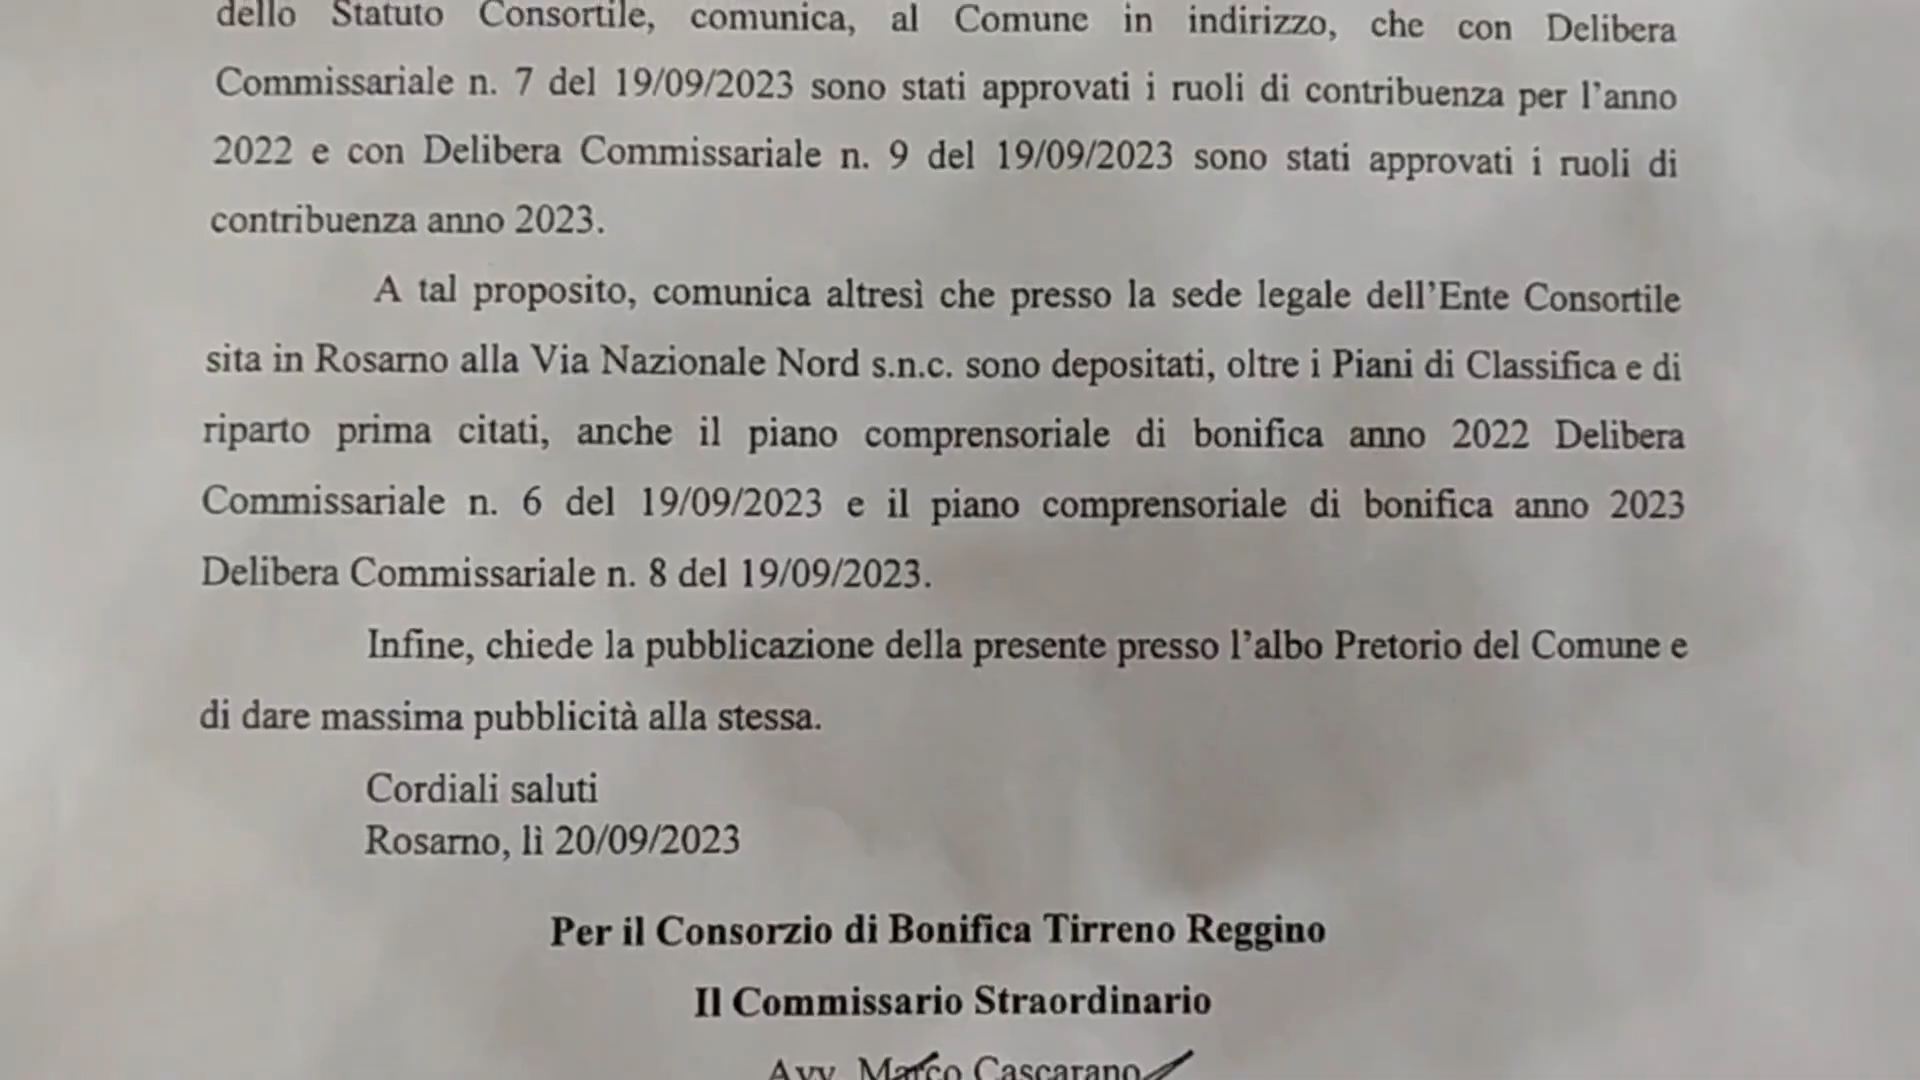 dello Statuto Consortile, comunica, al Comune in indirizzo, che con Delibera
Commissariale n. 7 del 19/09/2023 sono stati approvati i ruoli di contribuenza per l'anno
2022 e con Delibera Commissariale n. 9 del 19/09/2023 sono stati approvati i ruoli di
contribuenza anno 2023.
A tal proposito, comunica altresì che presso la sede legale dell'Ente Consortile
sita in Rosarno alla Via Nazionale Nord s.n.c. sono depositati, oltre i Piani di Classifica e di
riparto prima citati, anche il piano comprensoriale di bonifica anno 2022 Delibera
Commissariale n. 6 del 19/09/2023 e il piano comprensoriale di bonifica anno 2023
Delibera Commissariale n. 8 del 19/09/2023.
Infine, chiede la pubblicazione della presente presso l'albo Pretorio del Comune e
di dare massima pubblicità alla stessa.
Cordiali saluti
Rosarno, lì 20/09/2023
Per il Consorzio di Bonifica Tirreno Reggino
Il Commissario Straordinario
Avv. Marco Cascarano